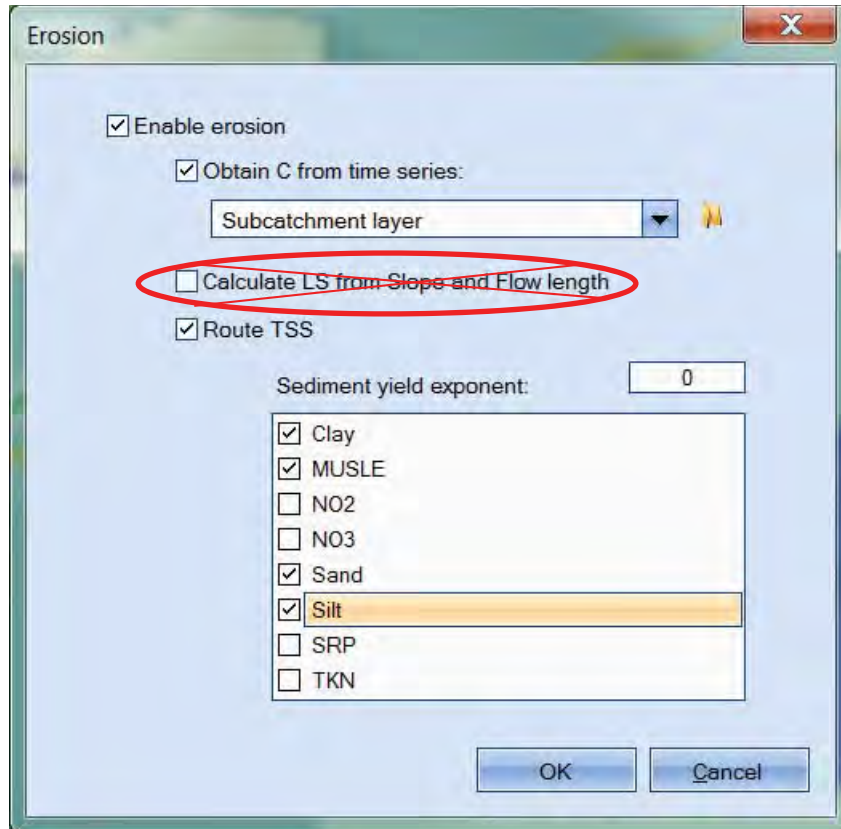 Erosion
Enable erosion
Obtain C from time series:
Subcatchment layer
Calculate LS from Slope and Flow length
Route TSS
Sediment yield exponent: 0
Clay
MUSLE
NO2
NO3
Sand
Silt
SRP
TKN
OK Cancel